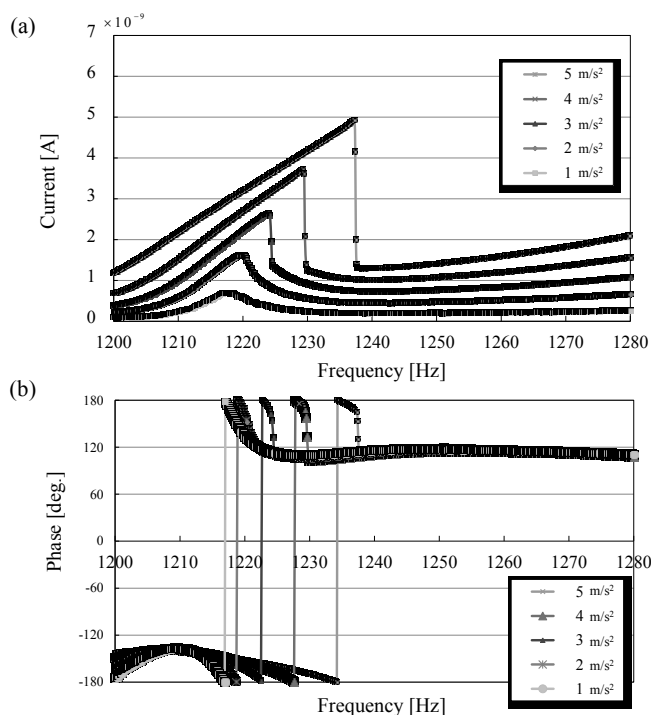 (a)
7 × 10⁻⁹
6
5
4
3
2
1
0
Current [A]
5 m/s²
4 m/s²
3 m/s²
2 m/s²
1 m/s²
1200 1210 1220 1230 1240 1250 1260 1270 1280
Frequency [Hz]
(b)
180
120
60
0
-60
-120
-180
Phase [deg.]
1200 1210 1220 1230 1240 1250 1260 1270 1280
5 m/s²
4 m/s²
3 m/s²
2 m/s²
1 m/s²
Frequency [Hz]